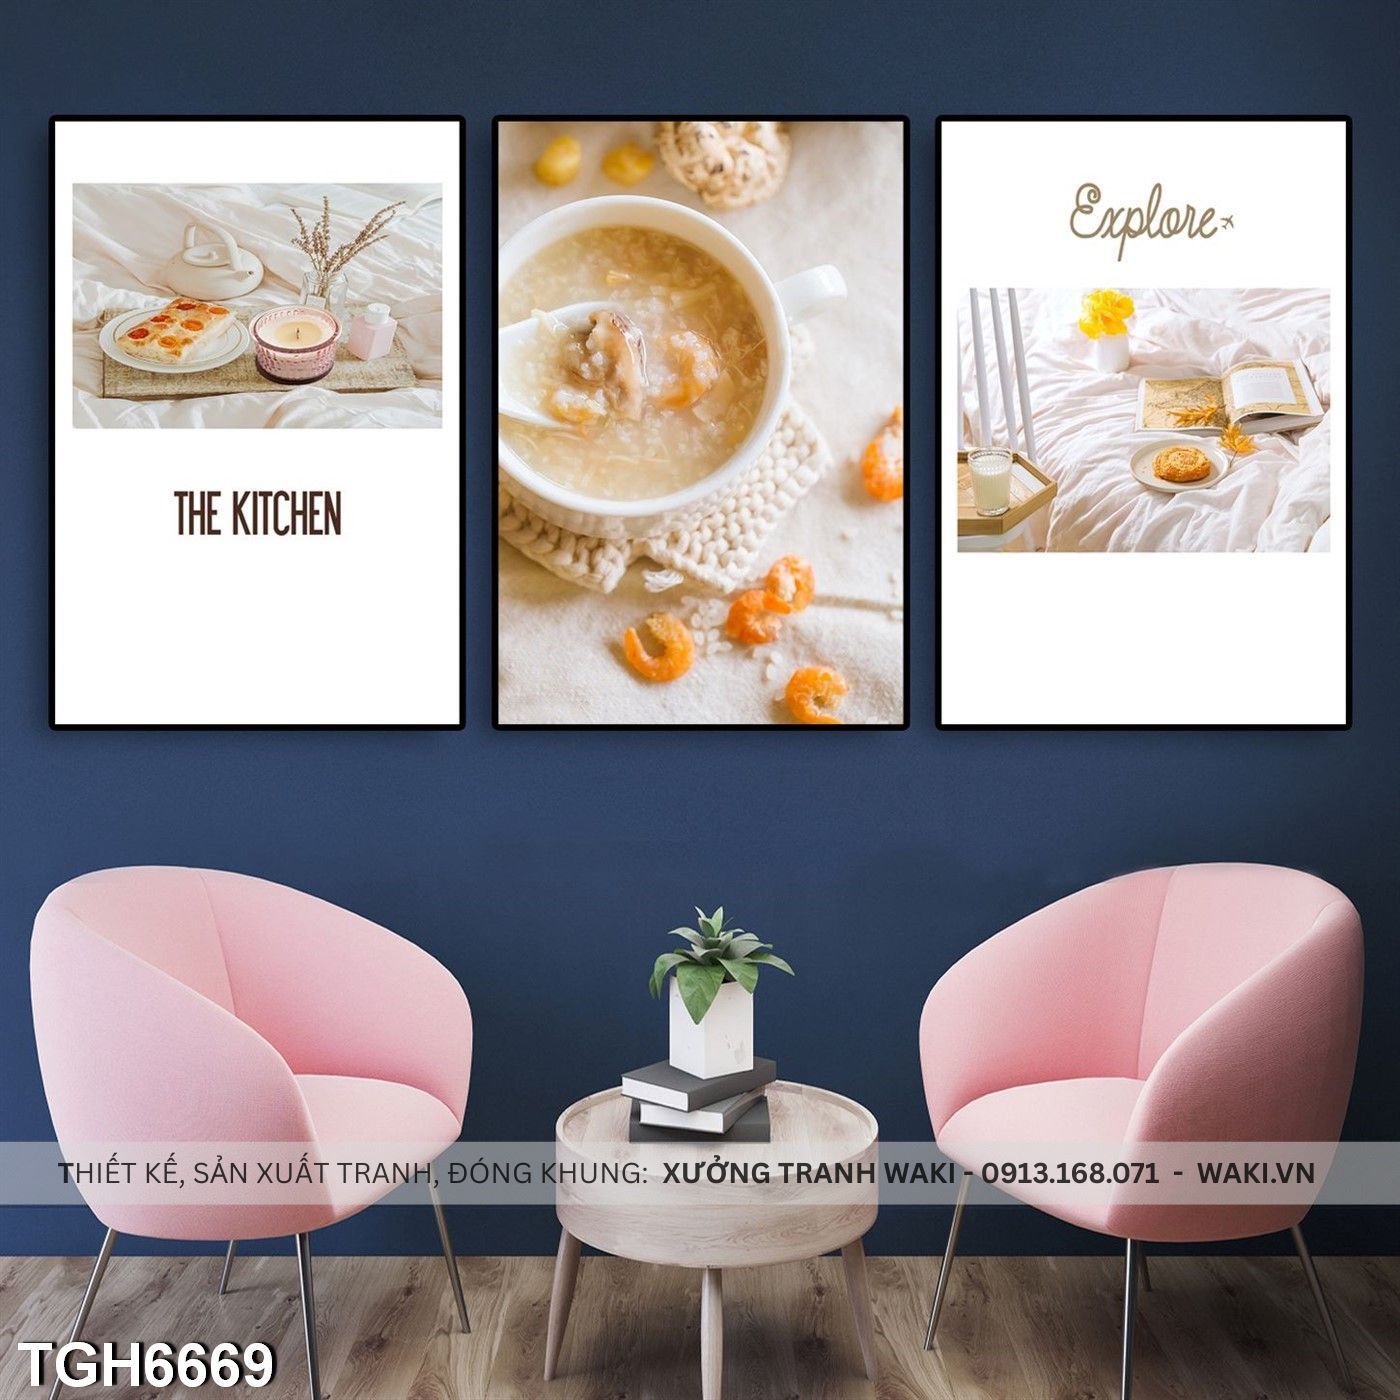 Explore
THE KITCHEN
THIẾT KẾ, SẢN XUẤT TRANH, ĐÓNG KHUNG: XƯỞNG TRANH WAKI - 0913.168.071 - WAKI.VN
TGH6669